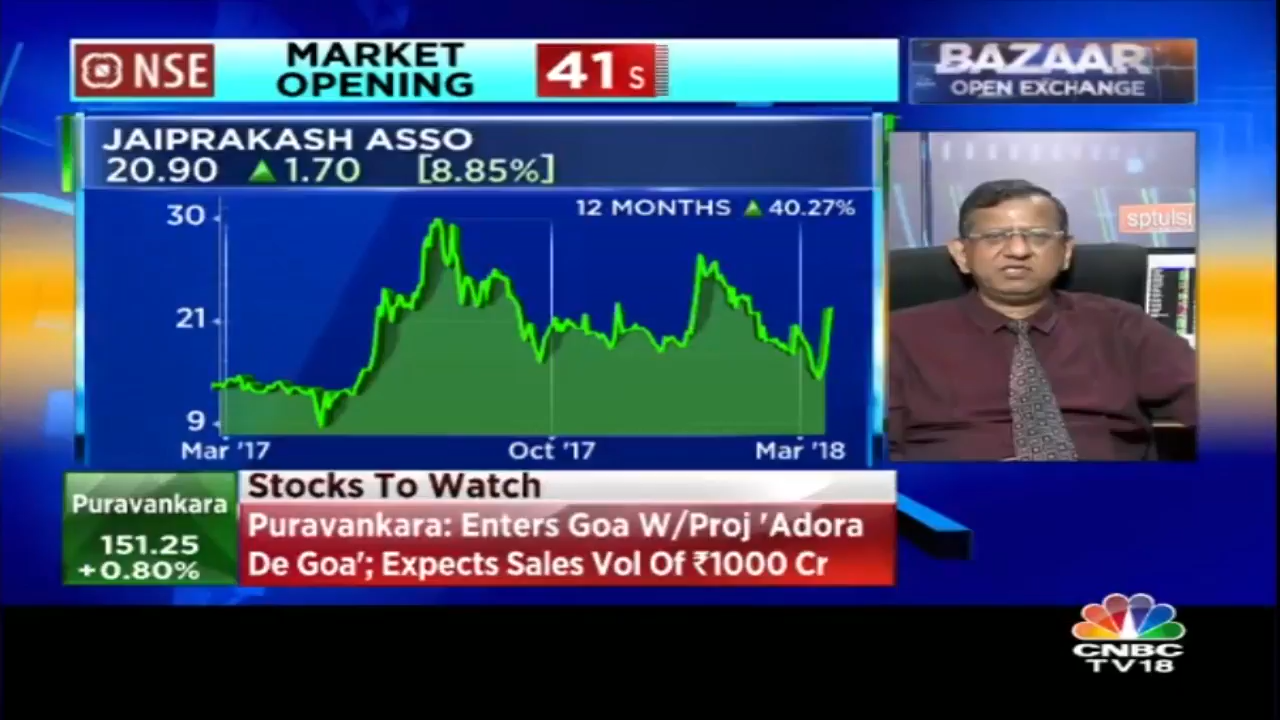 NSE
MARKET
OPENING
41 S
BAZAAR
OPEN EXCHANGE
JAIPRAKASH ASSO
20.90 ▲1.70 [8.85%]
12 MONTHS ▲ 40.27%
30
21
9
Mar '17 Oct '17 Mar '18
sptulsi
Puravankara
151.25
+0.80%
Stocks To Watch
Puravankara: Enters Goa W/Proj 'Adora
De Goa'; Expects Sales Vol Of ₹1000 Cr
CNBC
TV18